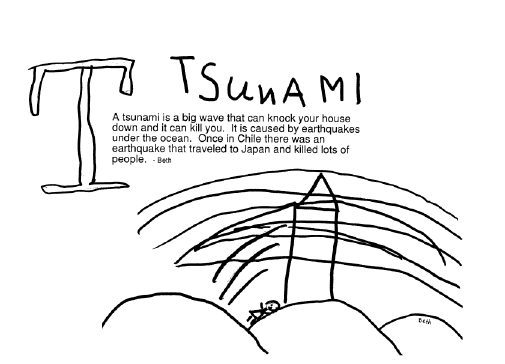 T
TSunAMI
A tsunami is a big wave that can knock your house
down and it can kill you. It is caused by earthquakes
under the ocean. Once in Chile there was an
earthquake that traveled to Japan and killed lots of
people. - Beth
Beth